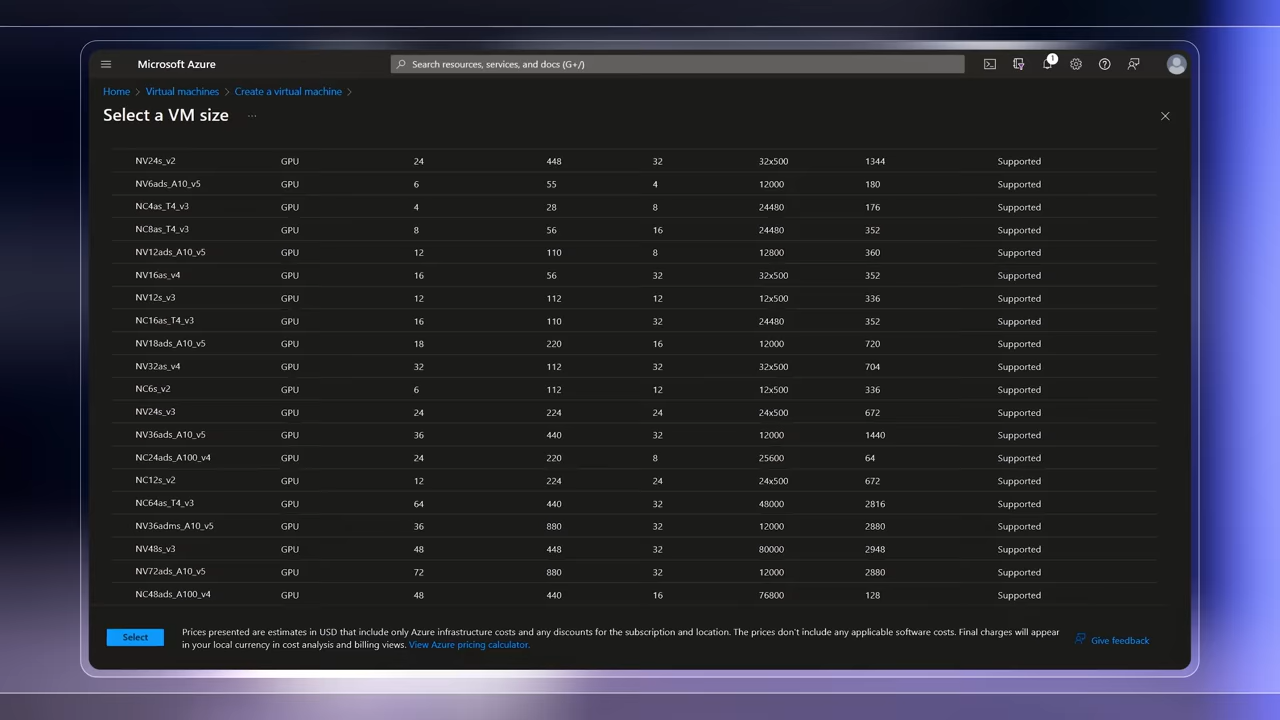 Microsoft Azure
Search resources, services, and docs (G+/)
1
Home > Virtual machines > Create a virtual machine >
Select a VM size ...
NV24s_v2 GPU 24 448 32 32x500 1344 Supported
NV6ads_A10_v5 GPU 6 55 4 12000 180 Supported
NC4as_T4_v3 GPU 4 28 8 24480 176 Supported
NC8as_T4_v3 GPU 8 56 16 24480 352 Supported
NV12ads_A10_v5 GPU 12 110 8 12800 360 Supported
NV16as_v4 GPU 16 56 32 32x500 352 Supported
NV12s_v3 GPU 12 112 12 12x500 336 Supported
NC16as_T4_v3 GPU 16 110 32 24480 352 Supported
NV18ads_A10_v5 GPU 18 220 16 12000 720 Supported
NV32as_v4 GPU 32 112 32 32x500 704 Supported
NC6s_v2 GPU 6 112 12 12x500 336 Supported
NV24s_v3 GPU 24 224 24 24x500 672 Supported
NV36ads_A10_v5 GPU 36 440 32 12000 1440 Supported
NC24ads_A100_v4 GPU 24 220 8 25600 64 Supported
NC12s_v2 GPU 12 224 24 24x500 672 Supported
NC64as_T4_v3 GPU 64 440 32 48000 2816 Supported
NV36adms_A10_v5 GPU 36 880 32 12000 2880 Supported
NV48s_v3 GPU 48 448 32 80000 2948 Supported
NV72ads_A10_v5 GPU 72 880 32 12000 2880 Supported
NC48ads_A100_v4 GPU 48 440 16 76800 128 Supported
Select
Prices presented are estimates in USD that include only Azure infrastructure costs and any discounts for the subscription and location. The prices don't include any applicable software costs. Final charges will appear
in your local currency in cost analysis and billing views. View Azure pricing calculator.
Give feedback